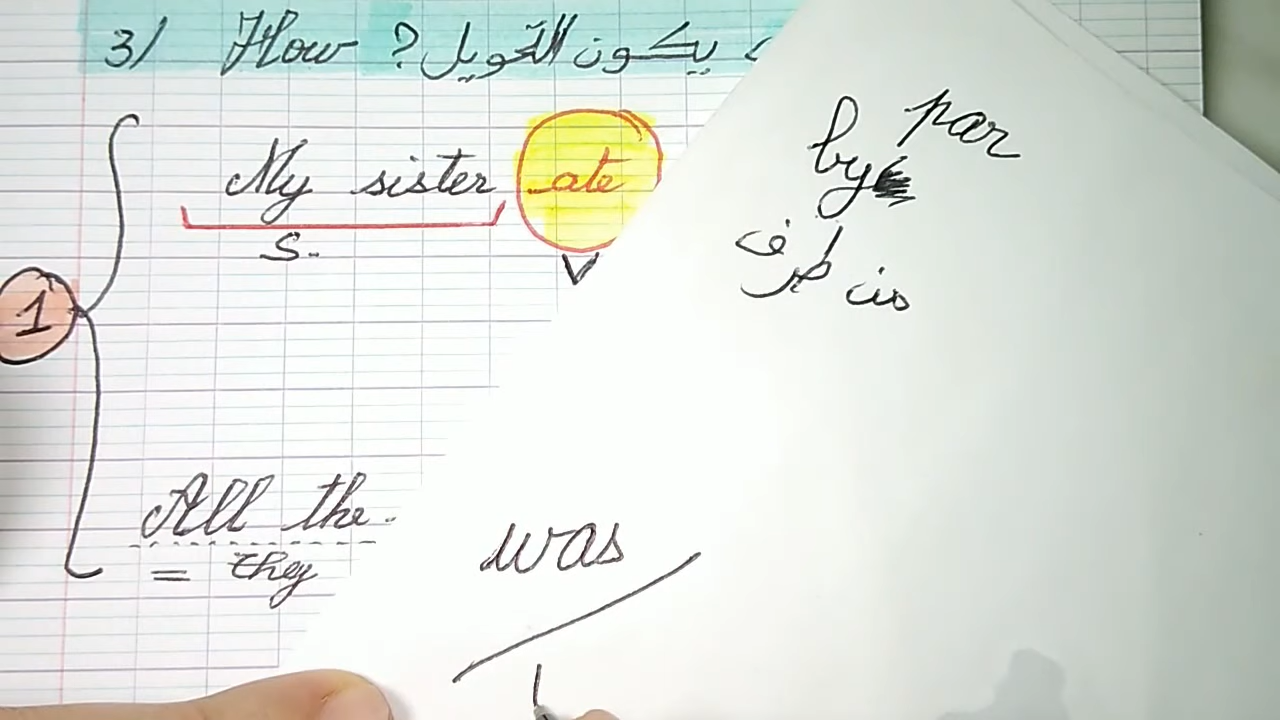 3/ How يكون التحويل ?
My sister ate
S.
V
1
All the
= they
par
by
من طرف
was